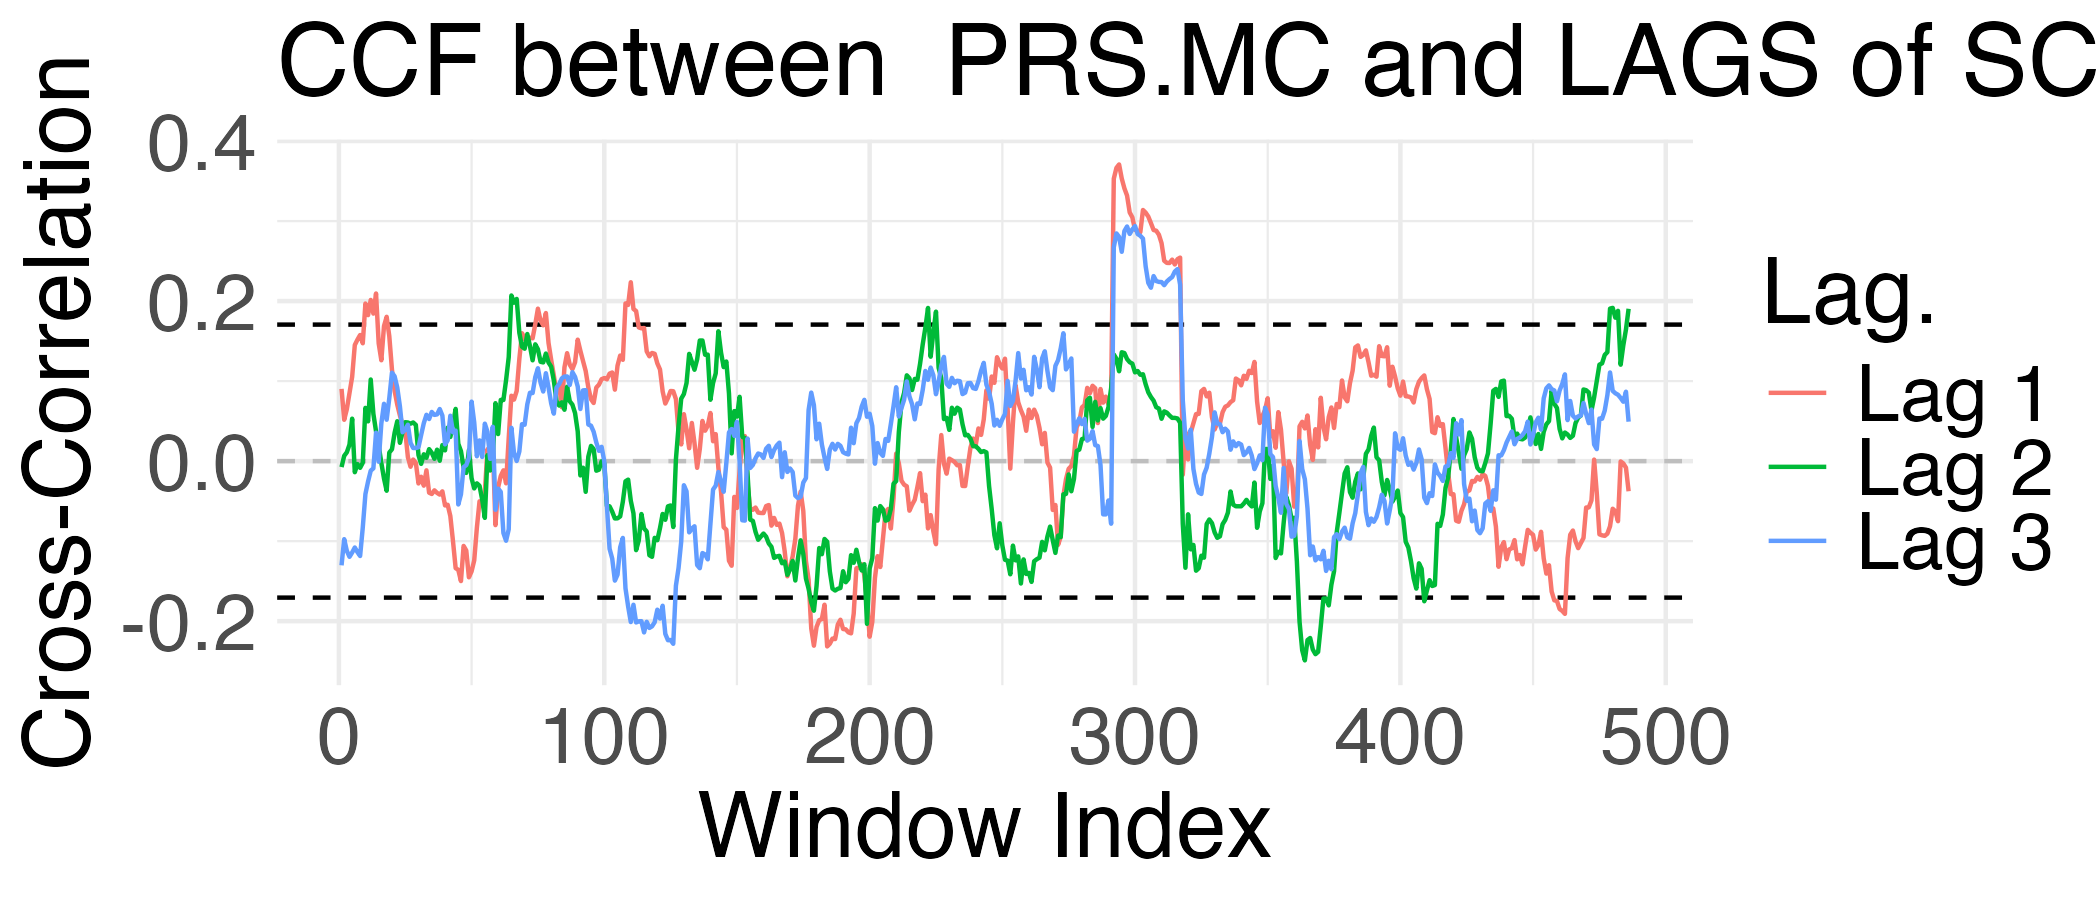 CCF between  PRS.MC and LAGS of SC
Cross-Correlation
0.4
0.2
0.0
-0.2
0 100 200 300 400 500
Window Index
Lag.
Lag 1
Lag 2
Lag 3